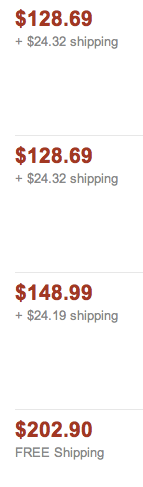 $128.69
+ $24.32 shipping
$128.69
+ $24.32 shipping
$148.99
+ $24.19 shipping
$202.90
FREE Shipping